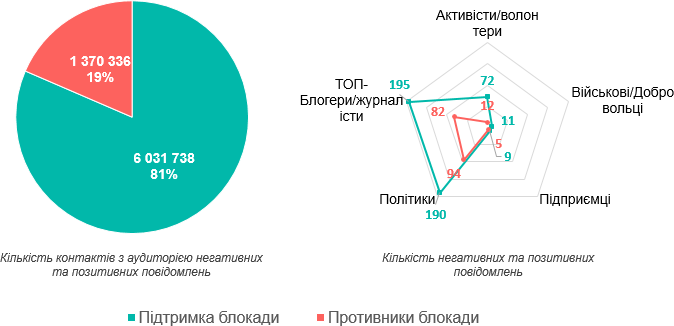 1 370 336
19%
6 031 738
81%
Кількість контактів з аудиторією негативних
та позитивних повідомлень
Активісти/волон
тери
ТОП-
Блогери/журнал
істи
Військові/Добро
вольці
Політики
Підприємці
195
72
82
12
11
5
9
94
190
Кількість негативних та позитивних
повідомлень
Підтримка блокади
Противники блокади